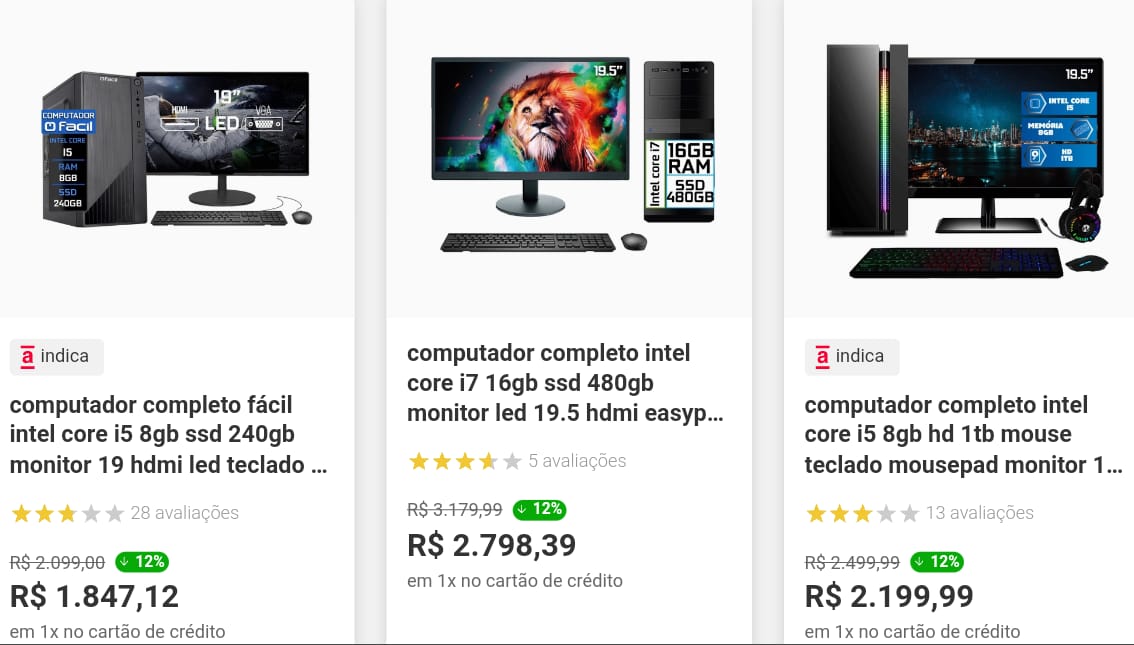 Fácil
COMPUTADOR
Fácil
INTEL CORE
I5
RAM
8GB
SSD
240GB
19”
HDMI
VGA
LED
a indica
computador completo fácil
intel core i5 8gb ssd 240gb
monitor 19 hdmi led teclado ...
28 avaliações
R$ 2.099,00 ↓ 12%
R$ 1.847,12
em 1x no cartão de crédito
19.5”
Intel core i7
16GB
RAM
SSD
480GB
computador completo intel
core i7 16gb ssd 480gb
monitor led 19.5 hdmi easyp...
5 avaliações
R$ 3.179,99 ↓ 12%
R$ 2.798,39
em 1x no cartão de crédito
19.5”
INTEL CORE
I5
MEMÓRIA
8GB
HD
1TB
a indica
computador completo intel
core i5 8gb hd 1tb mouse
teclado mousepad monitor 1...
13 avaliações
R$ 2.499,99 ↓ 12%
R$ 2.199,99
em 1x no cartão de crédito